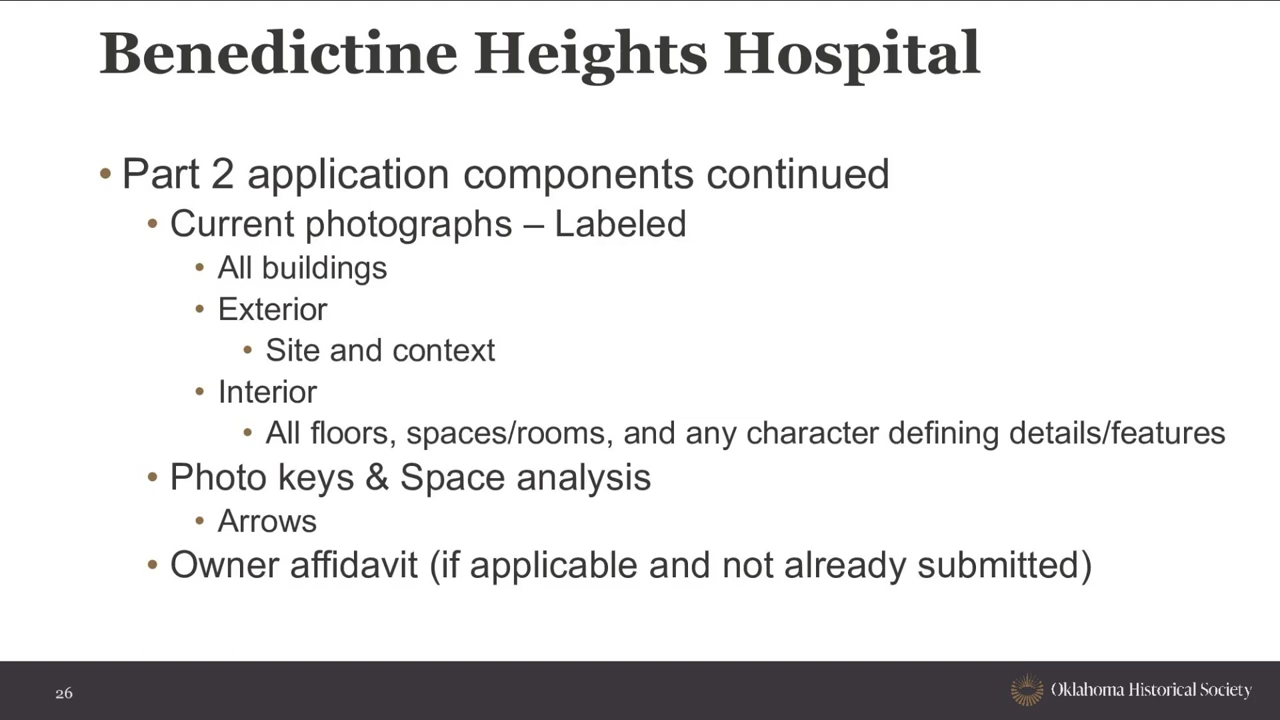 Benedictine Heights Hospital
• Part 2 application components continued
• Current photographs – Labeled
• All buildings
• Exterior
• Site and context
• Interior
• All floors, spaces/rooms, and any character defining details/features
• Photo keys & Space analysis
• Arrows
• Owner affidavit (if applicable and not already submitted)
26
Oklahoma Historical Society